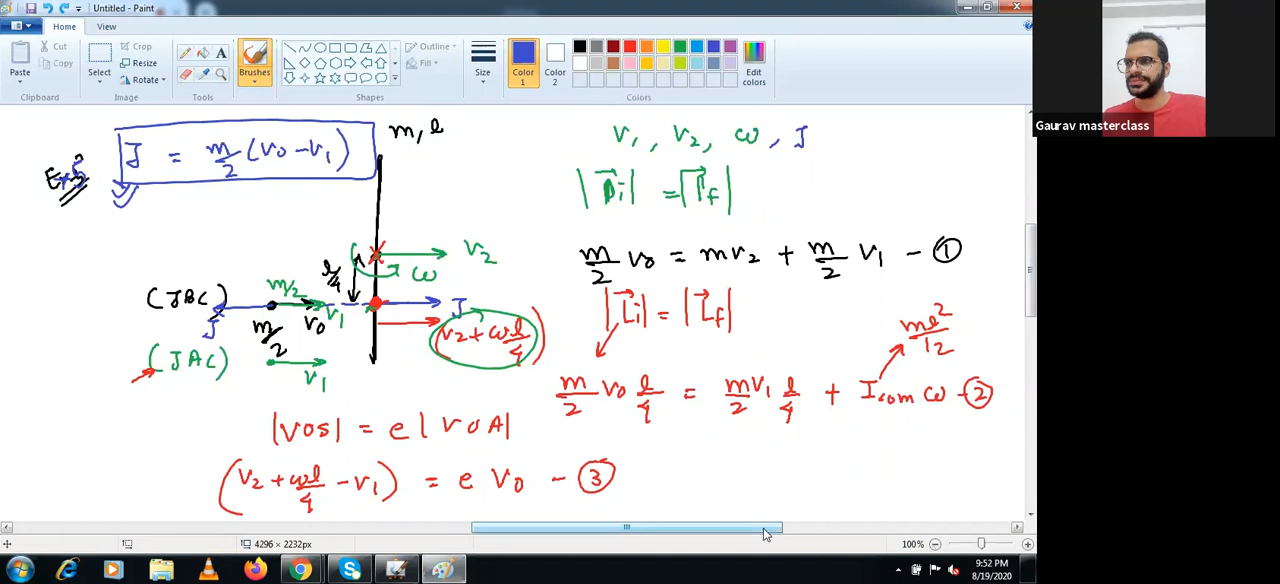 Untitled - Paint
Home
View
Paste
Cut
Copy
Clipboard
Select
Crop
Resize
Rotate
Image
Tools
Brushes
Outline
Fill
Shapes
Size
Color 1
Color 2
Edit colors
Colors
Gaurav masterclass
J = m/2 (v0 - v1)
m, l
v1, v2, ω, J
|Pi| = |Pf|
v2
ω
l/4
m/2 v0 = mv2 + m/2 v1 - ①
(JBC)
m/2
v1
J
J
m/2
v0
(v2 + ωl/4)
|Li| = |Lf|
ml²/12
(JAC)
v1
m/2 v0 l/4 = mv1/2 l/4 + Icom ω - ②
|VOS| = e |VOA|
(v2 + ωl/4 - v1) = e v0 - ③
4296 × 2232px
100%
9:52 PM
8/19/2020